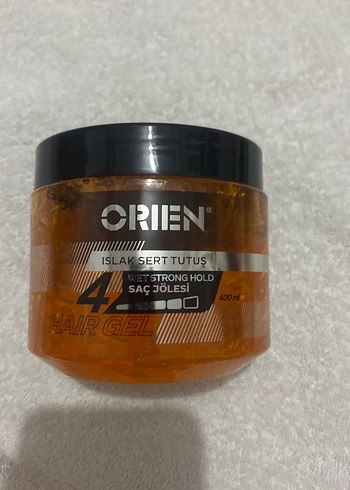 ORIEN®
ISLAK SERT TUTUŞ
4 WET STRONG HOLD
SAÇ JÖLESİ
400 ml
HAIR GEL